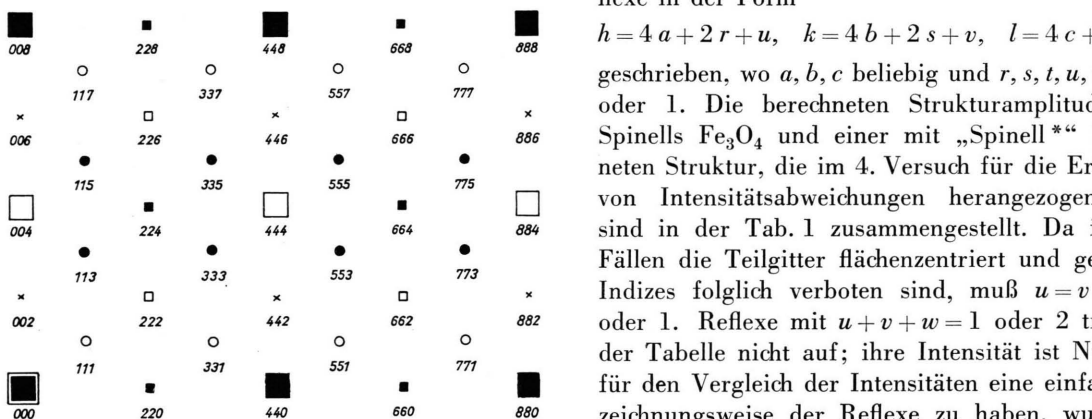 008 228 448 668 888
117 337 557 777
006 226 446 666 886
115 335 555 775
004 224 444 664 884
113 333 553 773
002 222 442 662 882
111 331 551 771
000 220 440 660 880
h = 4 a + 2 r + u, k = 4 b + 2 s + v, l = 4 c +
geschrieben, wo a, b, c beliebig und r, s, t, u,
oder 1. Die berechneten Strukturamplitud
Spinells Fe₃O₄ und einer mit „Spinell *“
neten Struktur, die im 4. Versuch für die Er
von Intensitätsabweichungen herangezogen
sind in der Tab. 1 zusammengestellt. Da i
Fällen die Teilgitter flächenzentriert und ge
Indizes folglich verboten sind, muß u = v
oder 1. Reflexe mit u + v + w = 1 oder 2 t
der Tabelle nicht auf; ihre Intensität ist N
für den Vergleich der Intensitäten eine einfa
zeichnungsweise der Reflexe zu haben, wu